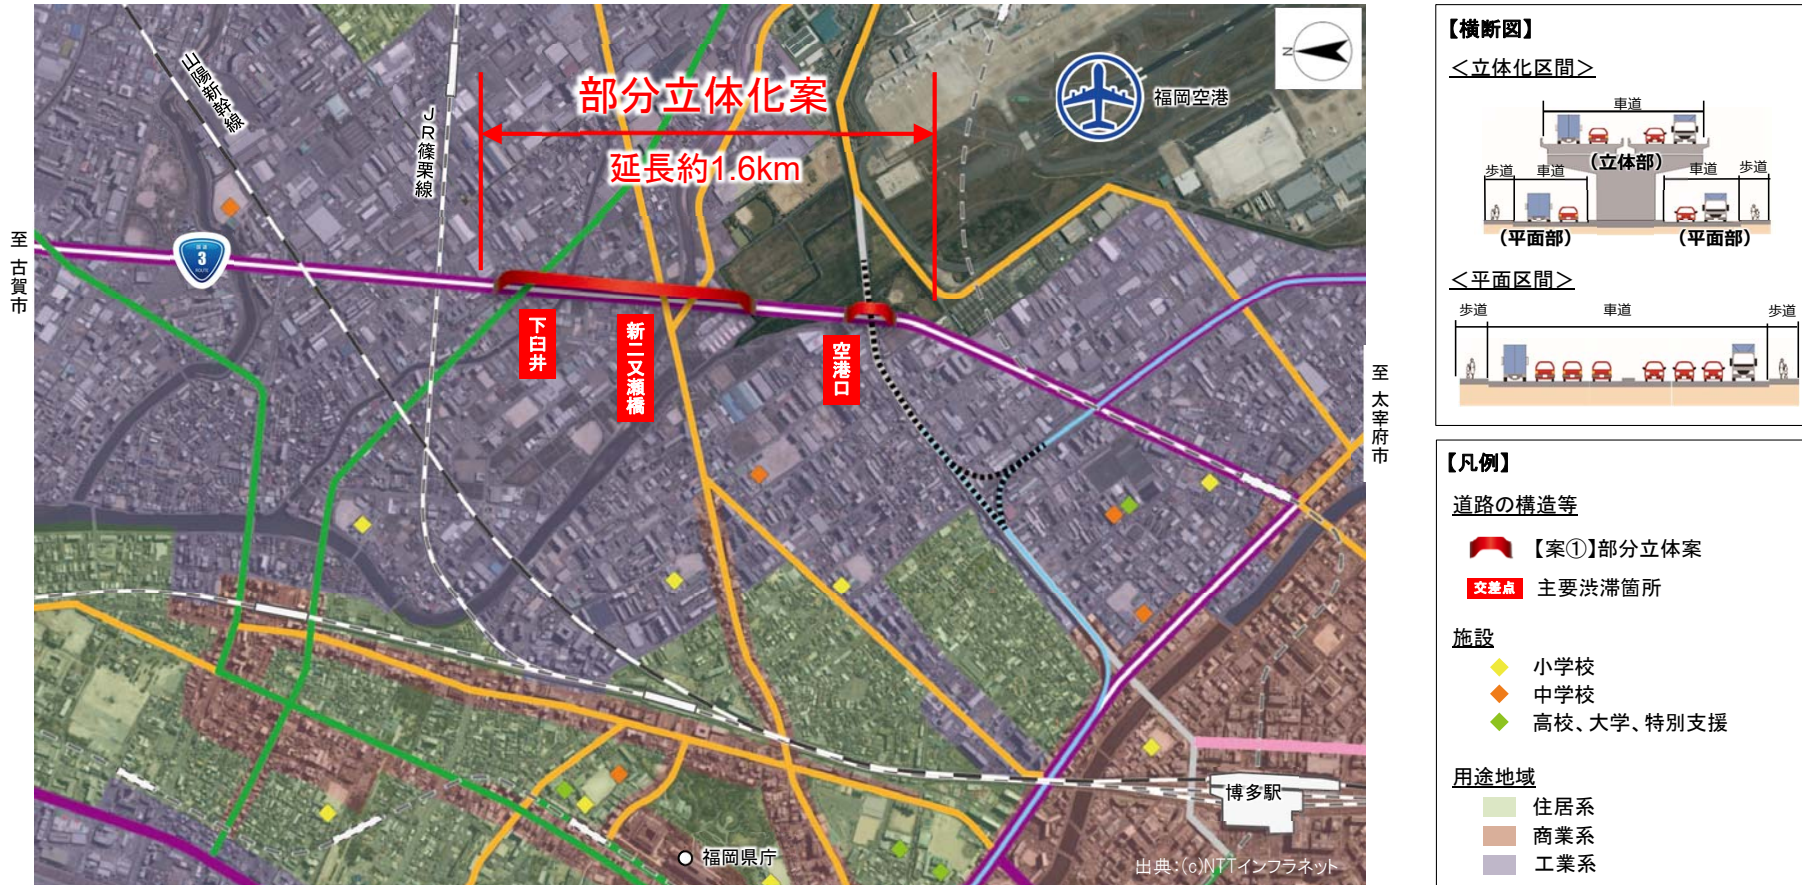 部分立体化案
延長約1.6km
山陽新幹線
JR篠栗線
福岡空港
N
至 古賀市
3
下臼井
新二又瀬橋
空港口
至 太宰府市
博多駅
福岡県庁
出典：(c)NTTインフラネット
【横断図】
＜立体化区間＞
車道
(立体部)
歩道
車道
車道
歩道
(平面部)
(平面部)
＜平面区間＞
歩道
車道
歩道
【凡例】
道路の構造等
【案①】部分立体案
交差点 主要渋滞箇所
施設
小学校
中学校
高校、大学、特別支援
用途地域
住居系
商業系
工業系